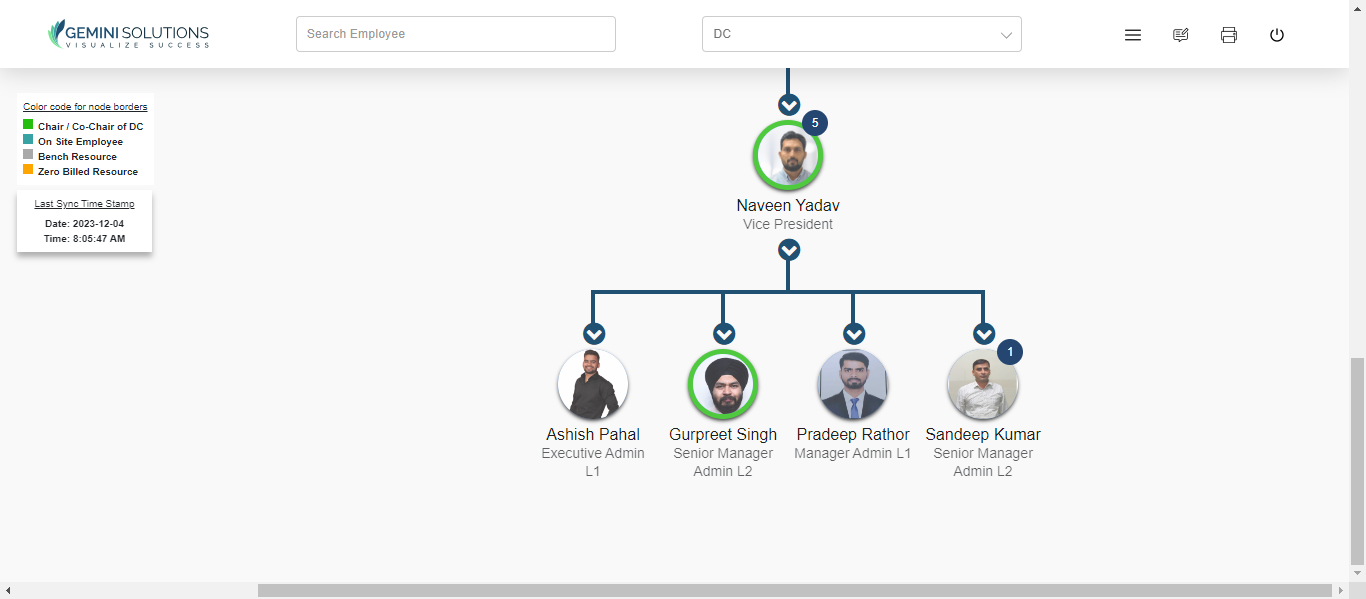 GEMINI SOLUTIONS
VISUALIZE SUCCESS
Search Employee
DC
Color code for node borders
Chair / Co-Chair of DC
On Site Employee
Bench Resource
Zero Billed Resource
Last Sync Time Stamp
Date: 2023-12-04
Time: 8:05:47 AM
5
Naveen Yadav
Vice President
1
Ashish Pahal
Executive Admin
L1
Gurpreet Singh
Senior Manager
Admin L2
Pradeep Rathor
Manager Admin L1
Sandeep Kumar
Senior Manager
Admin L2